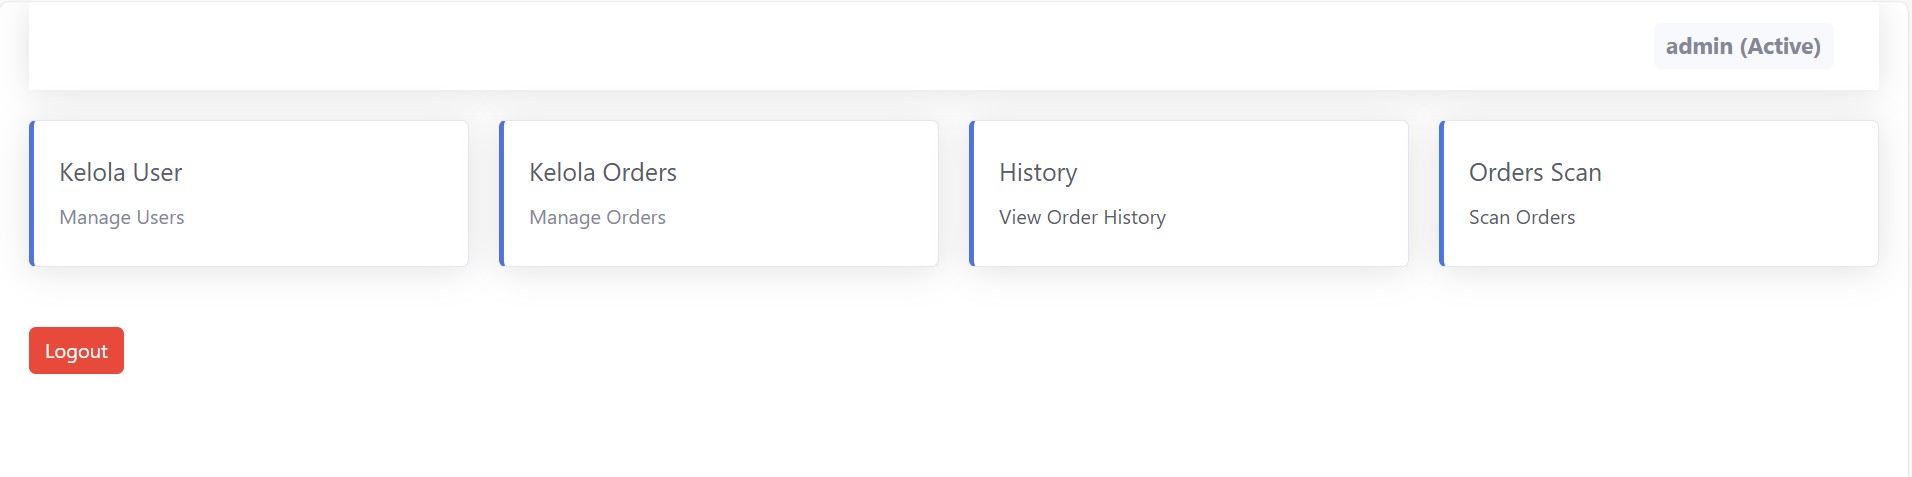 admin (Active)
Kelola User
Manage Users
Kelola Orders
Manage Orders
History
View Order History
Orders Scan
Scan Orders
Logout